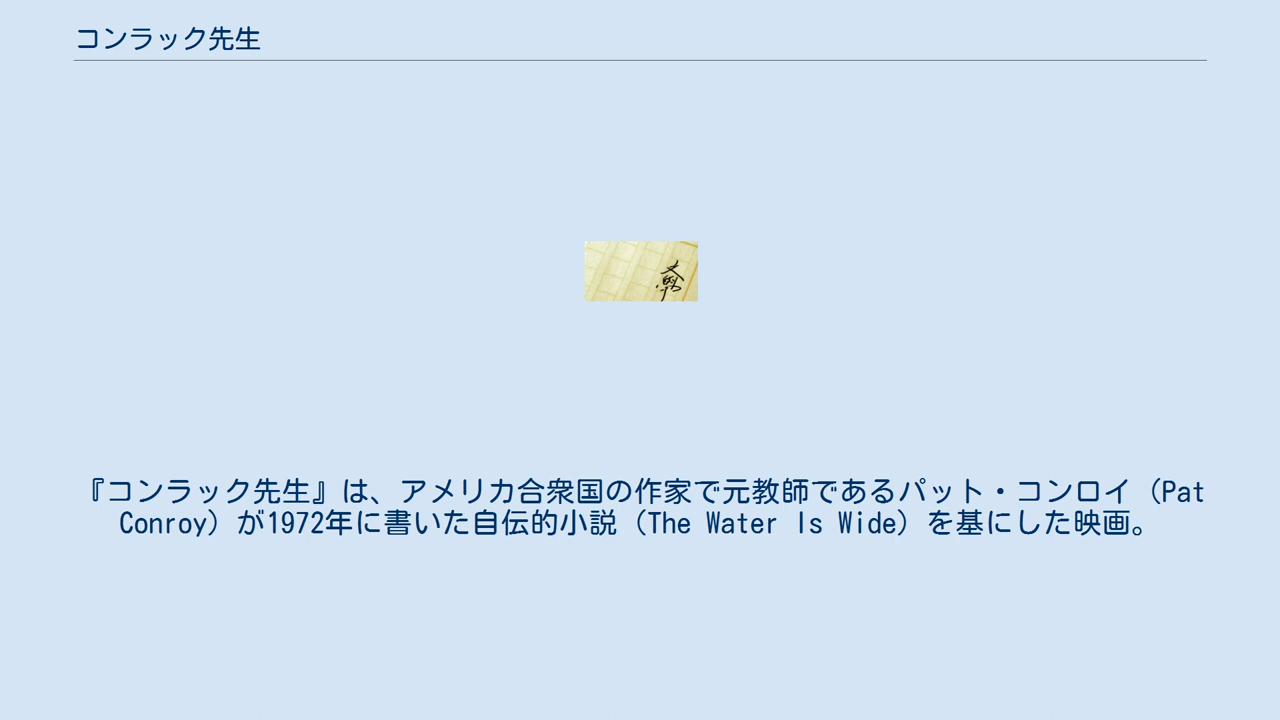 コンラック先生
『コンラック先生』は、アメリカ合衆国の作家で元教師であるパット・コンロイ（Pat
Conroy）が1972年に書いた自伝的小説（The Water Is Wide）を基にした映画。